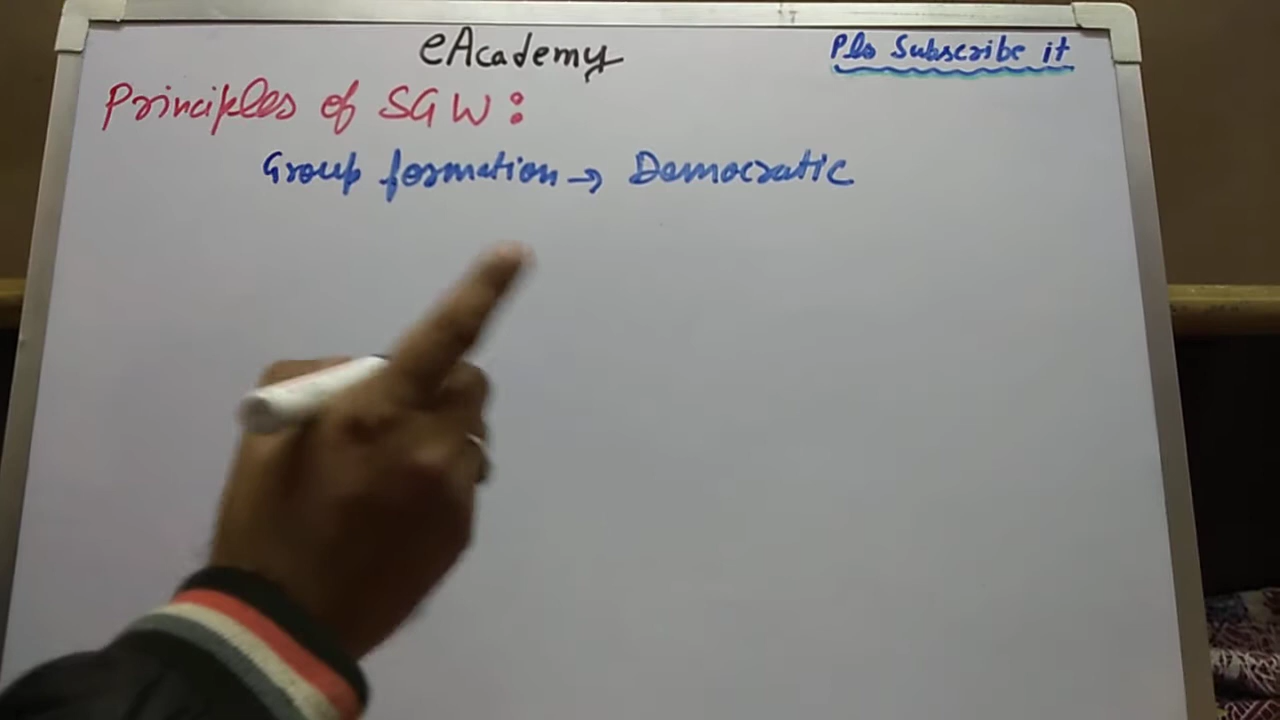 eAcademy
Pls Subscribe it
Principles of SGW:
Group formation → Democratic